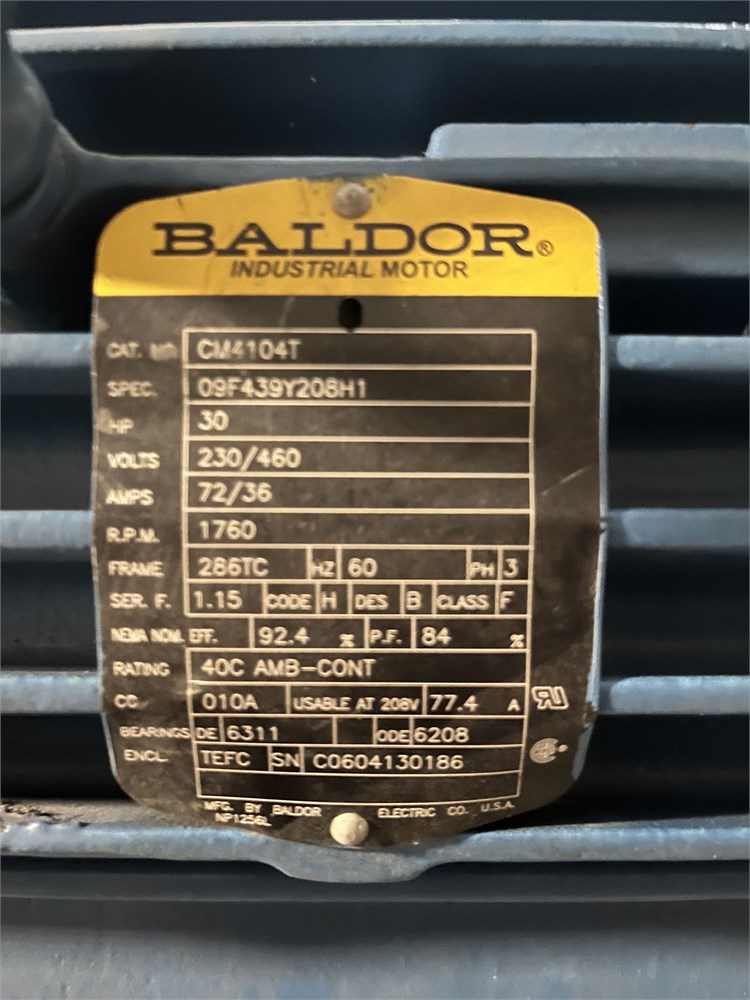 BALDOR®
INDUSTRIAL MOTOR
CAT. NO. CM4104T
SPEC. 09F439Y208H1
HP 30
VOLTS 230/460
AMPS 72/36
R.P.M. 1760
FRAME 286TC HZ 60 PH 3
SER. F. 1.15 CODE H DES B CLASS F
NEMA NOM. EFF. 92.4 % P.F. 84 %
RATING 40C AMB-CONT
CC 010A USABLE AT 208V 77.4 A
BEARINGS DE 6311 ODE 6208
ENCL. TEFC SN C0604130186
MFG. BY BALDOR ELECTRIC CO. U.S.A.
NP1256L